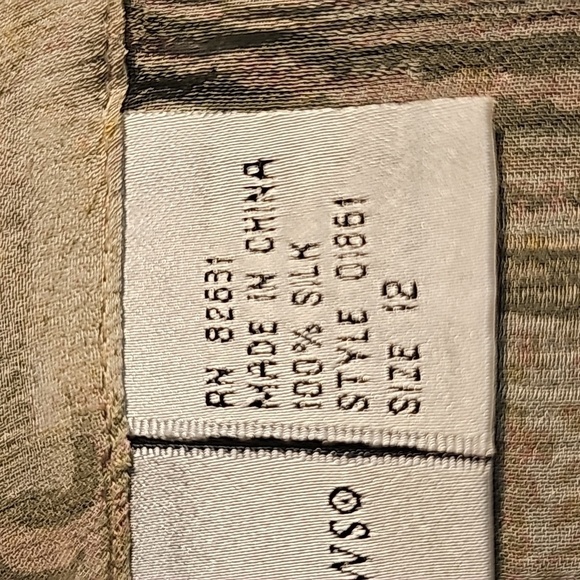 RN 82631
MADE IN CHINA
100% SILK
STYLE 01861
SIZE 12